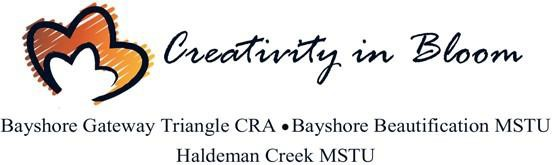 Creativity in Bloom
Bayshore Gateway Triangle CRA ● Bayshore Beautification MSTU
Haldeman Creek MSTU